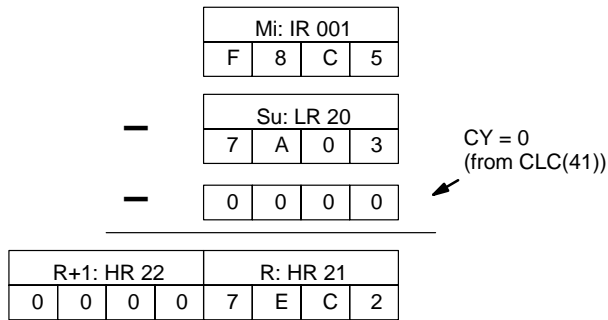 Mi: IR 001
F 8 C 5
− Su: LR 20
7 A 0 3
CY = 0
(from CLC(41))
− 0 0 0 0
R+1: HR 22 R: HR 21
0 0 0 0 7 E C 2